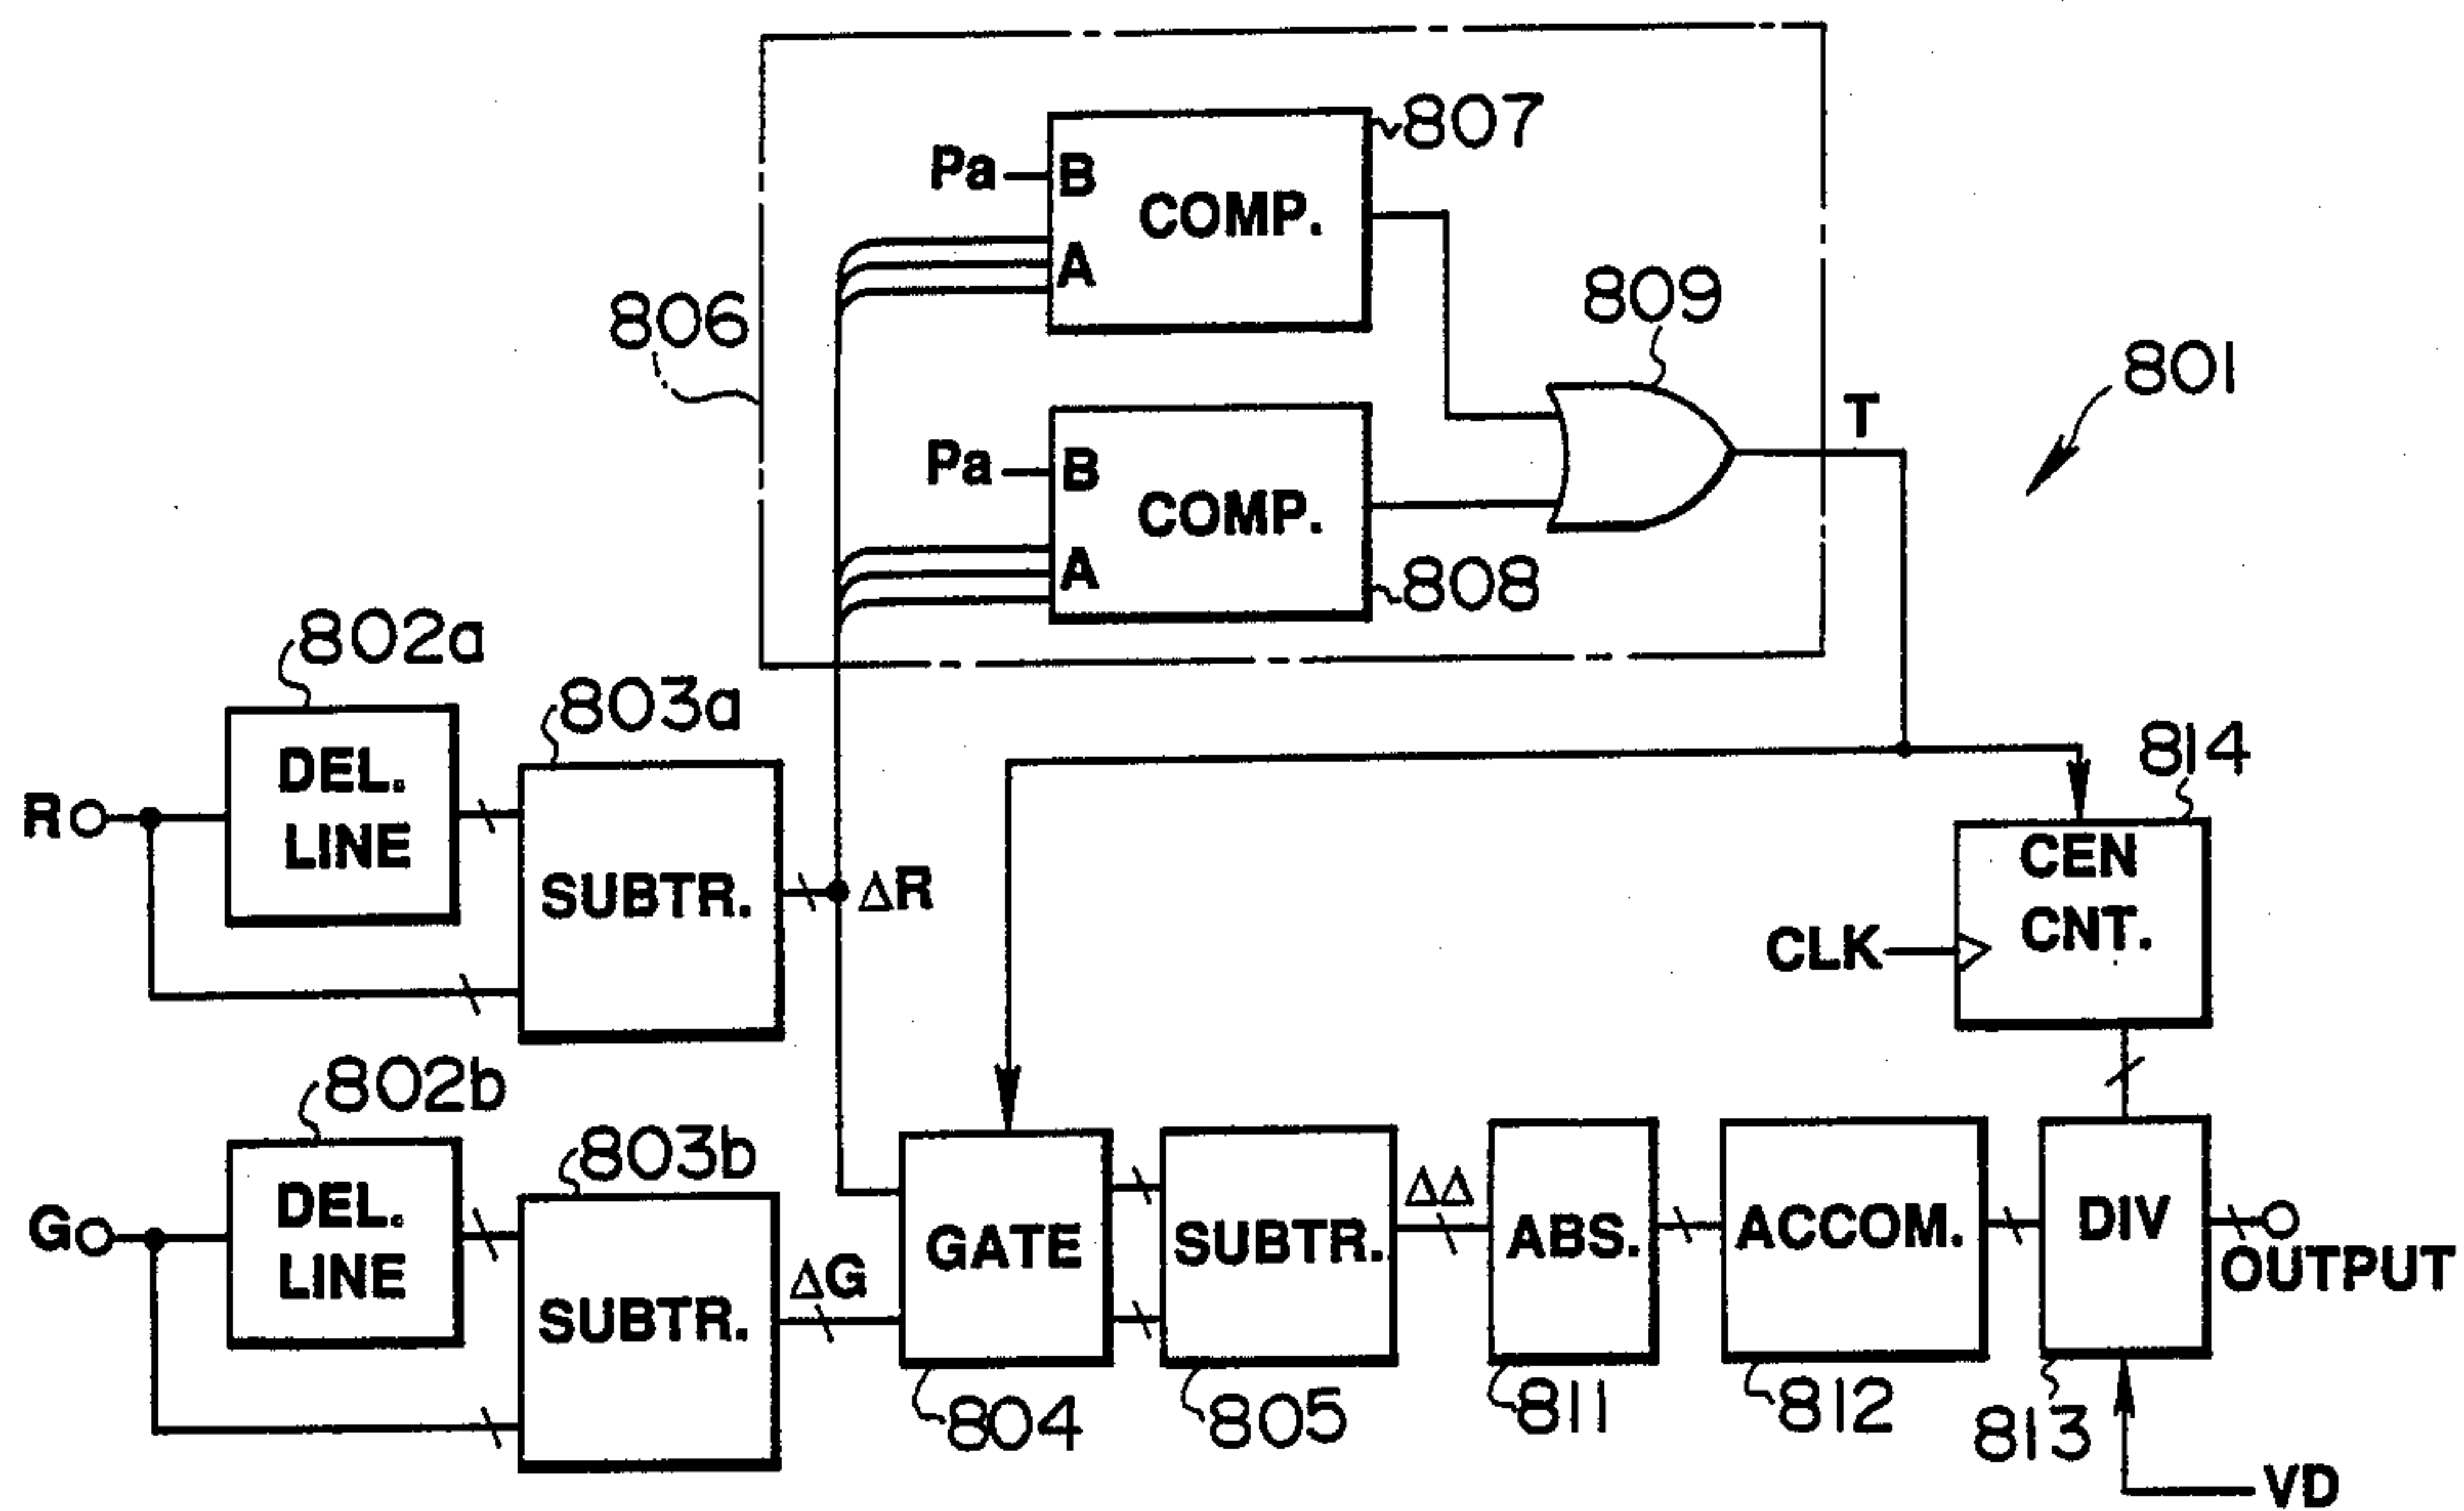 807
Pa
B
COMP.
A
806
809
801
T
Pa
B
COMP.
A
808
802a
803a
DEL.
LINE
R
SUBTR.
ΔR
814
CEN
CNT.
CLK
802b
803b
DEL.
LINE
G
SUBTR.
ΔG
GATE
SUBTR.
ΔΔ
ABS.
ACCOM.
DIV
OUTPUT
804
805
811
812
813
VD